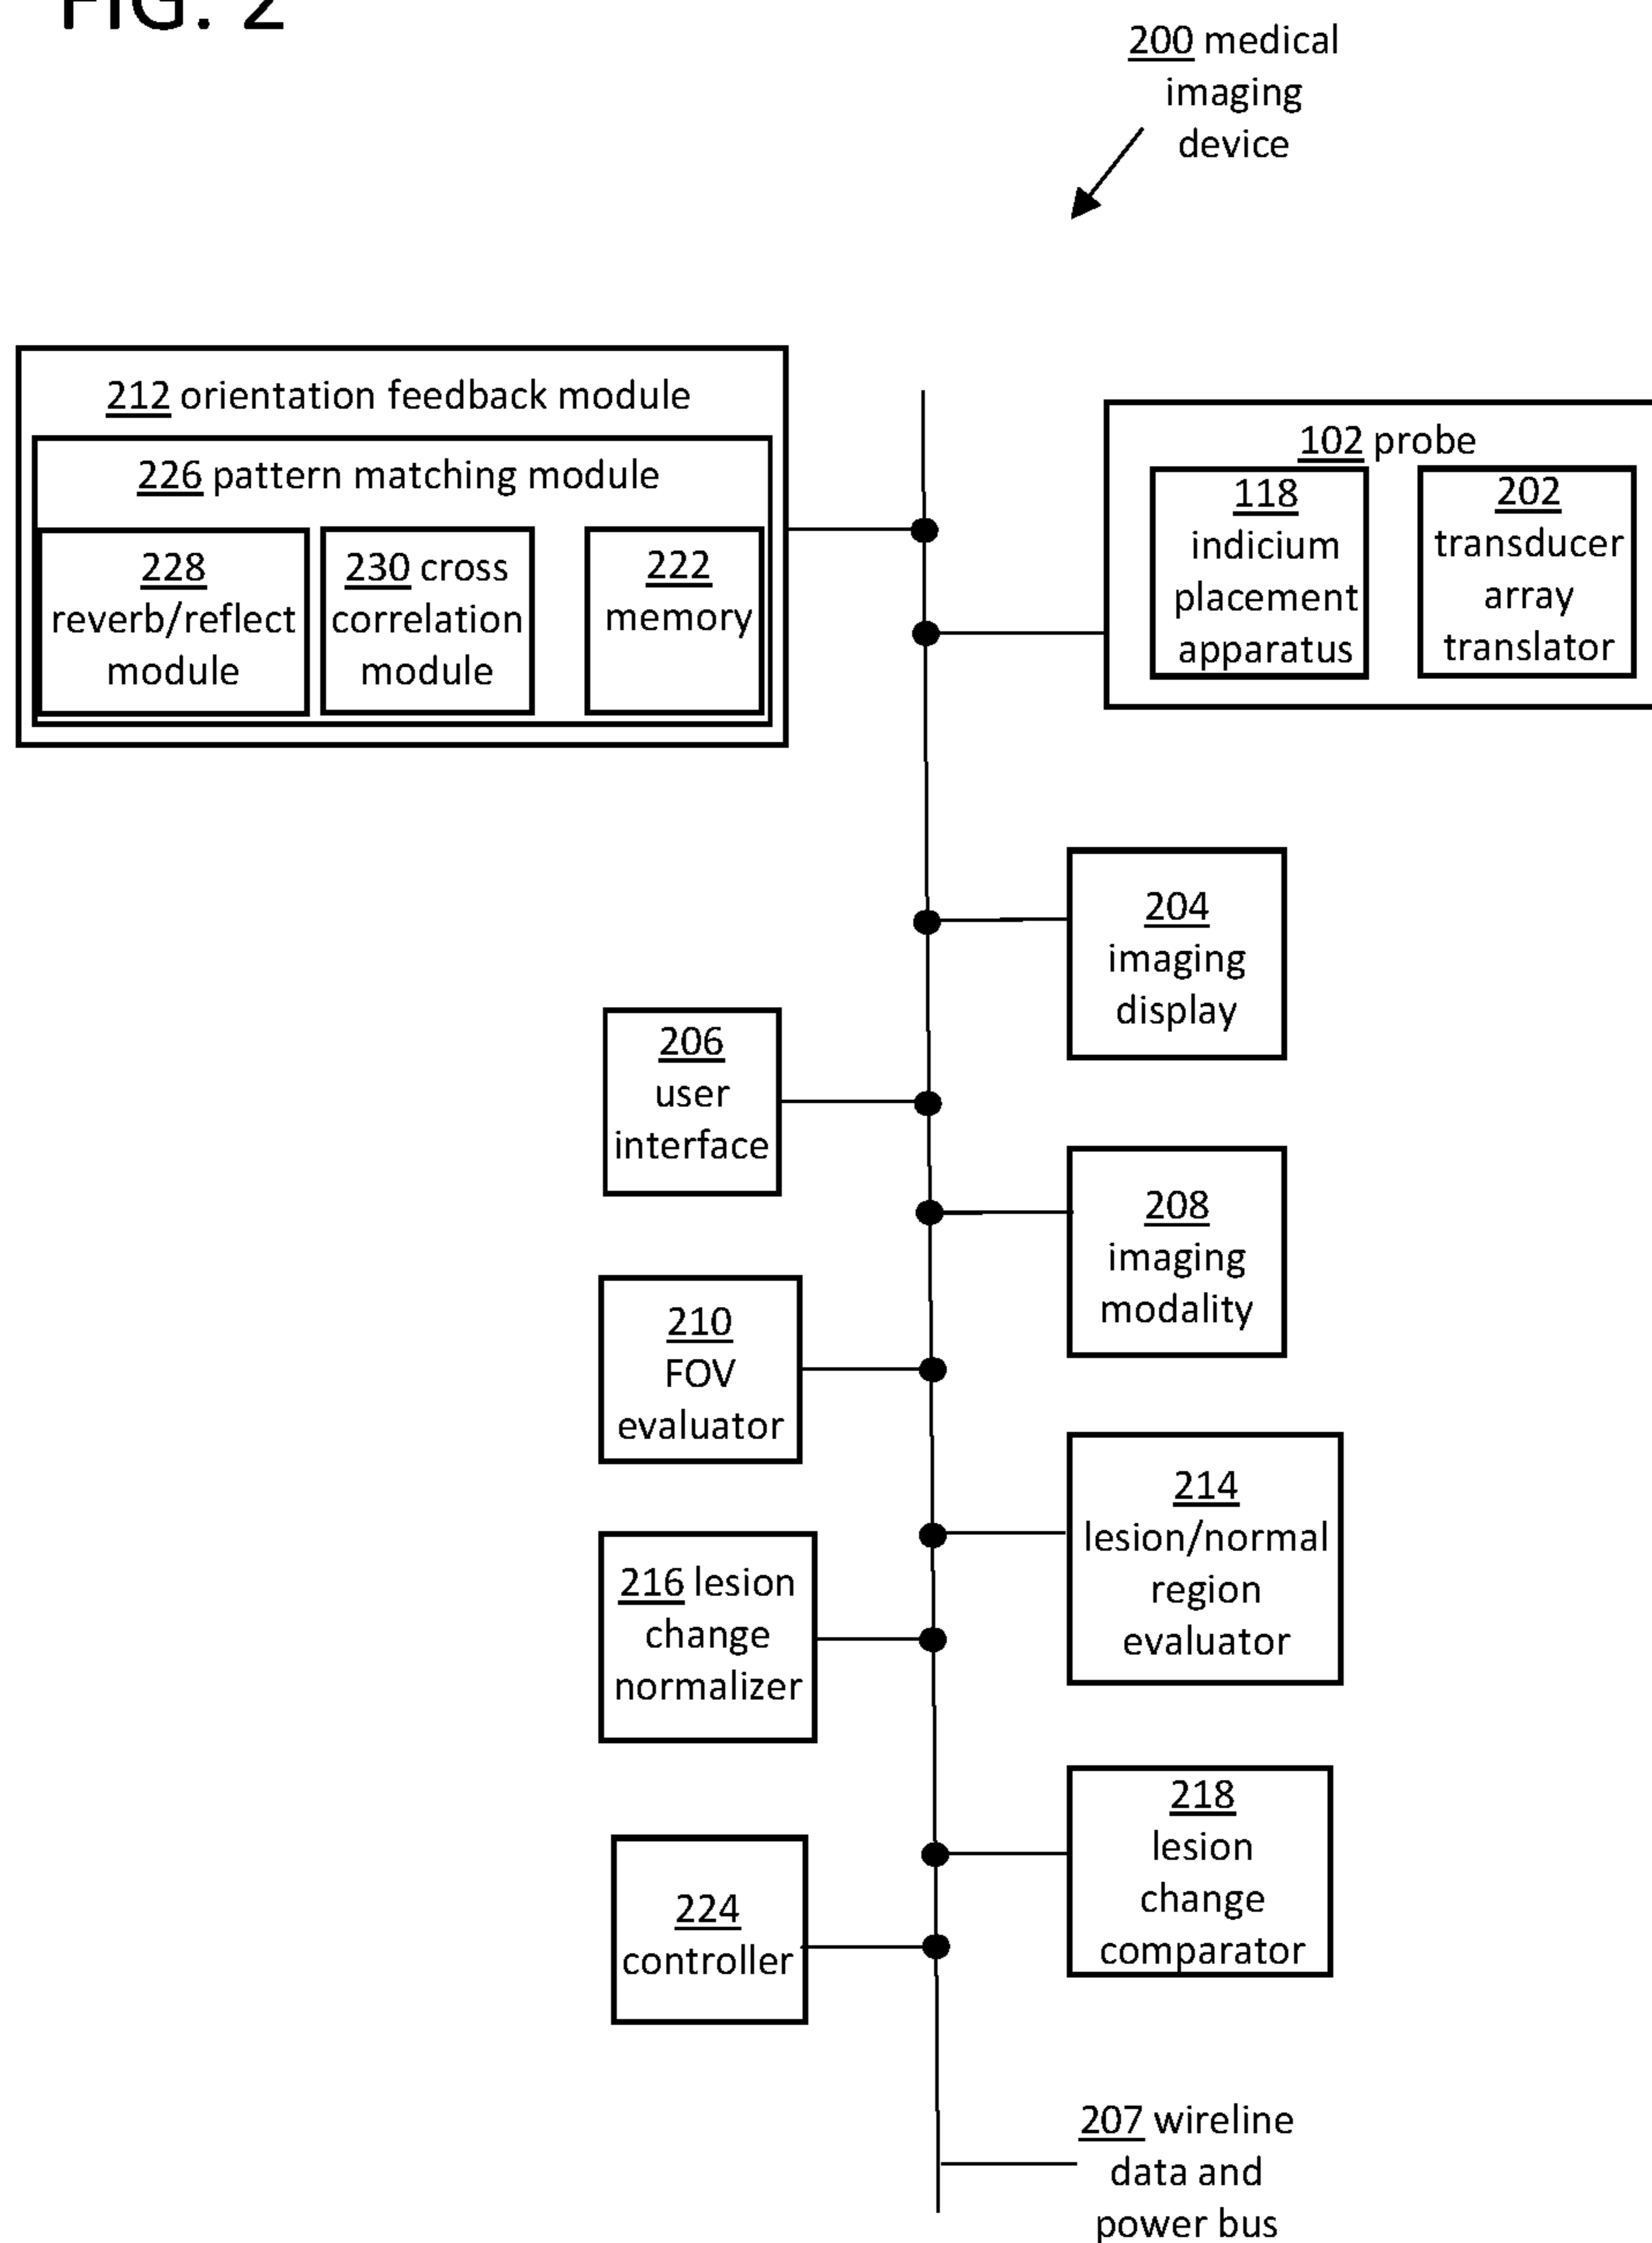 FIG. 2
200 medical
imaging
device
212 orientation feedback module
226 pattern matching module
228
reverb/reflect
module
230 cross
correlation
module
222
memory
102 probe
118
indicium
placement
apparatus
202
transducer
array
translator
204
imaging
display
206
user
interface
208
imaging
modality
210
FOV
evaluator
214
lesion/normal
region
evaluator
216 lesion
change
normalizer
218
lesion
change
comparator
224
controller
207 wireline
data and
power bus